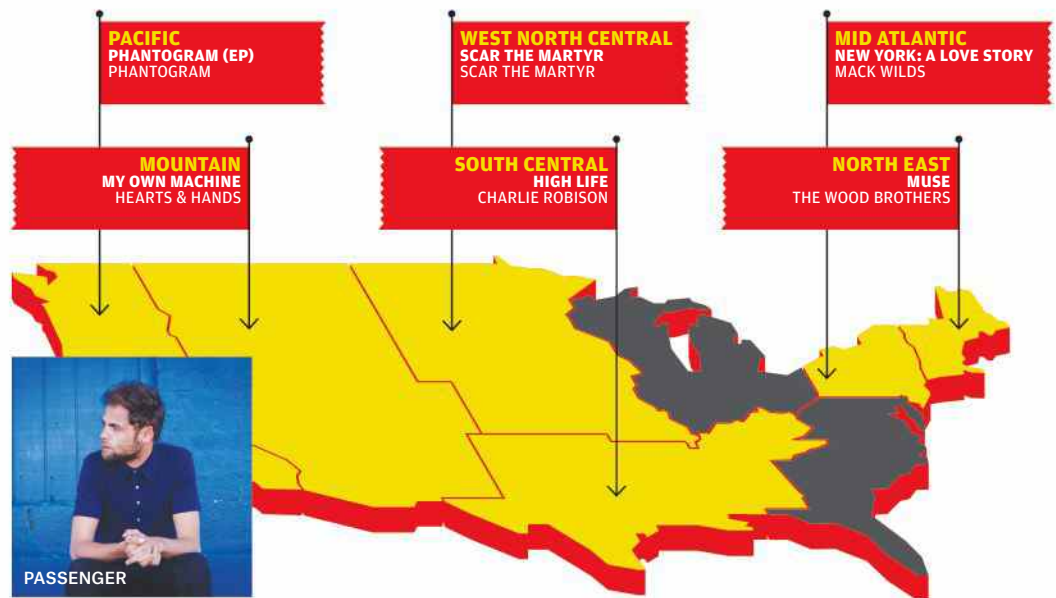 PACIFIC
PHANTOGRAM (EP)
PHANTOGRAM
WEST NORTH CENTRAL
SCAR THE MARTYR
SCAR THE MARTYR
MID ATLANTIC
NEW YORK: A LOVE STORY
MACK WILDS
MOUNTAIN
MY OWN MACHINE
HEARTS & HANDS
SOUTH CENTRAL
HIGH LIFE
CHARLIE ROBISON
NORTH EAST
MUSE
THE WOOD BROTHERS
PASSENGER